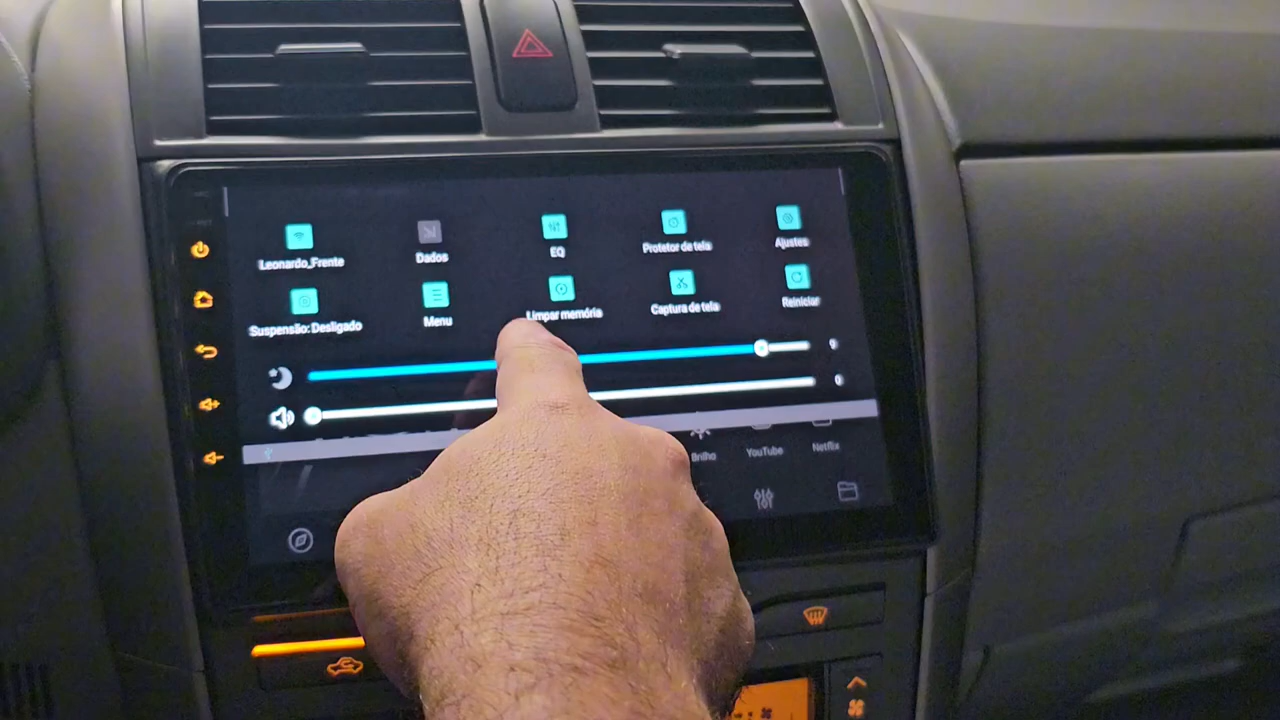 Leonardo_Frente
Dados
EQ
Protetor de tela
Ajustes
Suspensão: Desligado
Menu
Limpar memória
Captura de tela
Reiniciar
9
0
Brilho
YouTube
Netflix